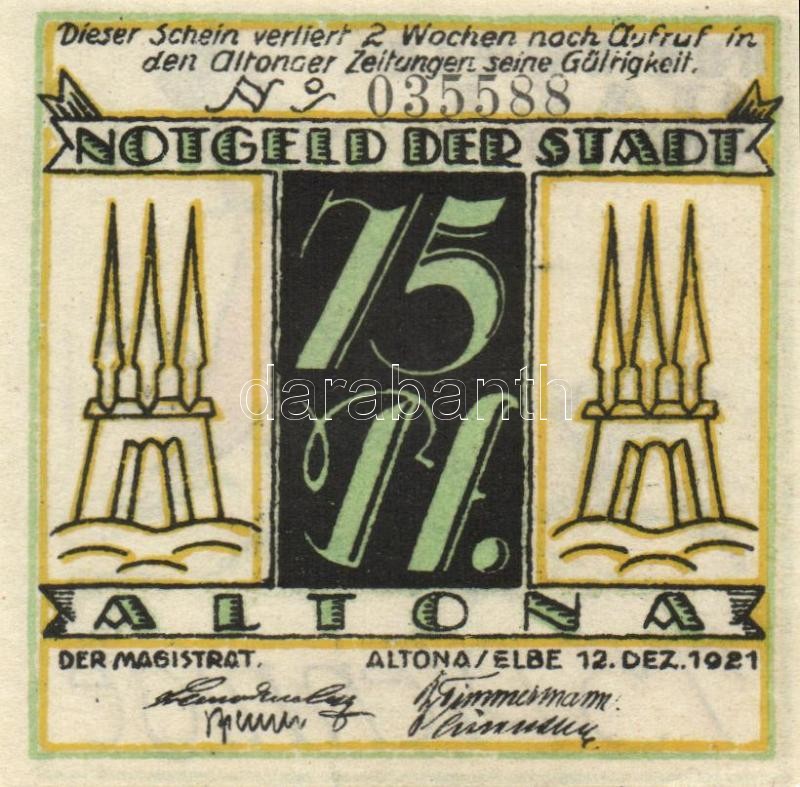 Dieser Schein verliert 2 Wochen nach Aufruf in
den Altonaer Zeitungen seine Gültigkeit.
No 035588
NOTGELD DER STADT
75
Pf.
darabanth
ALTONA
DER MAGISTRAT. ALTONA/ELBE 12. DEZ. 1921
Timmermann